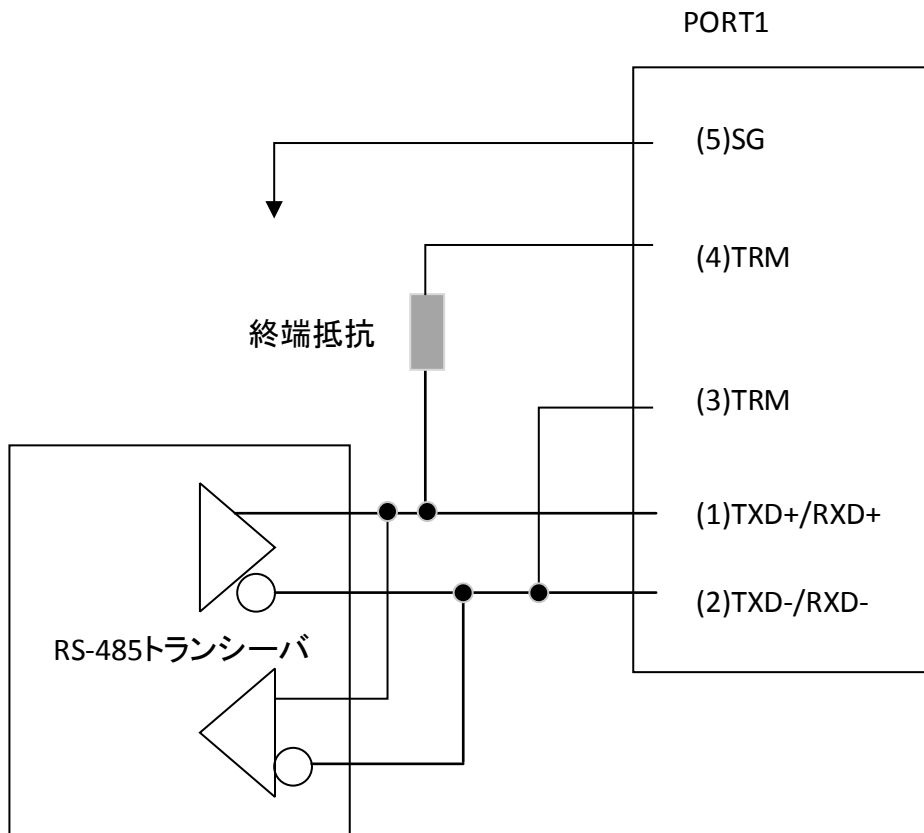 PORT1
(5)SG
(4)TRM
終端抵抗
(3)TRM
(1)TXD+/RXD+
(2)TXD-/RXD-
RS-485トランシーバ